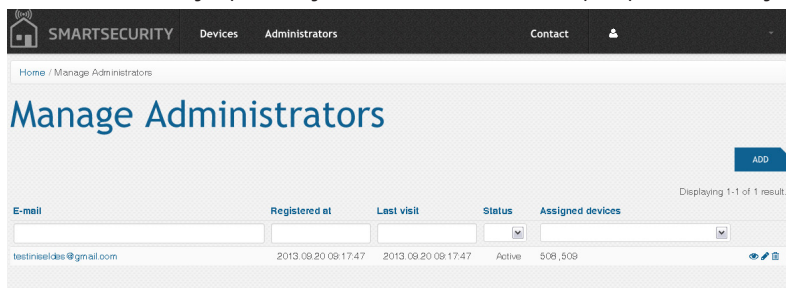 SMARTSECURITY Devices Administrators Contact
Home / Manage Administrators
Manage Administrators
ADD
Displaying 1-1 of 1 result.
E-mail Registered at Last visit Status Assigned devices
testiniseldes@gmail.com 2013.09.20 09:17:47 2013.09.20 09:17:47 Active 508,509